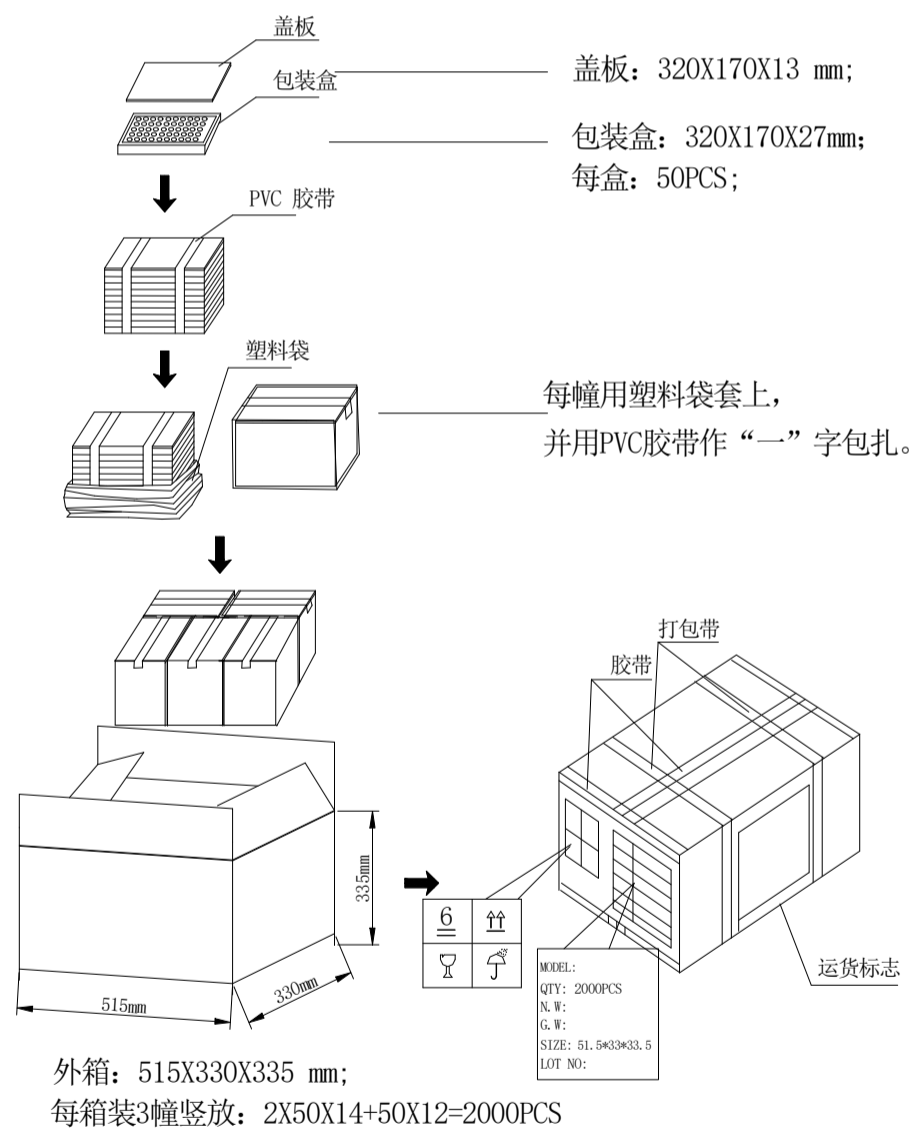 盖板
包装盒
盖板：320X170X13 mm;
包装盒：320X170X27mm；
每盒：50PCS;
PVC 胶带
塑料袋
每幢用塑料袋套上，
并用PVC胶带作“一”字包扎。
打包带
胶带
335mm
330mm
515mm
6
MODEL:
QTY: 2000PCS
N.W:
G.W:
SIZE: 51.5*33*33.5
LOT NO:
运货标志
外箱：515X330X335 mm;
每箱装3幢竖放：2X50X14+50X12=2000PCS